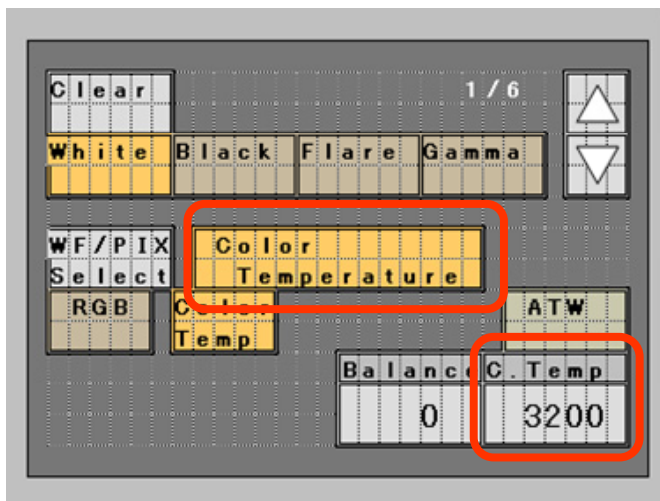 Clear
1/6
White Black Flare Gamma
WF/PIX
Select
Color
Temperature
RGB
Color
Temp
ATW
Balance C.Temp
0 3200